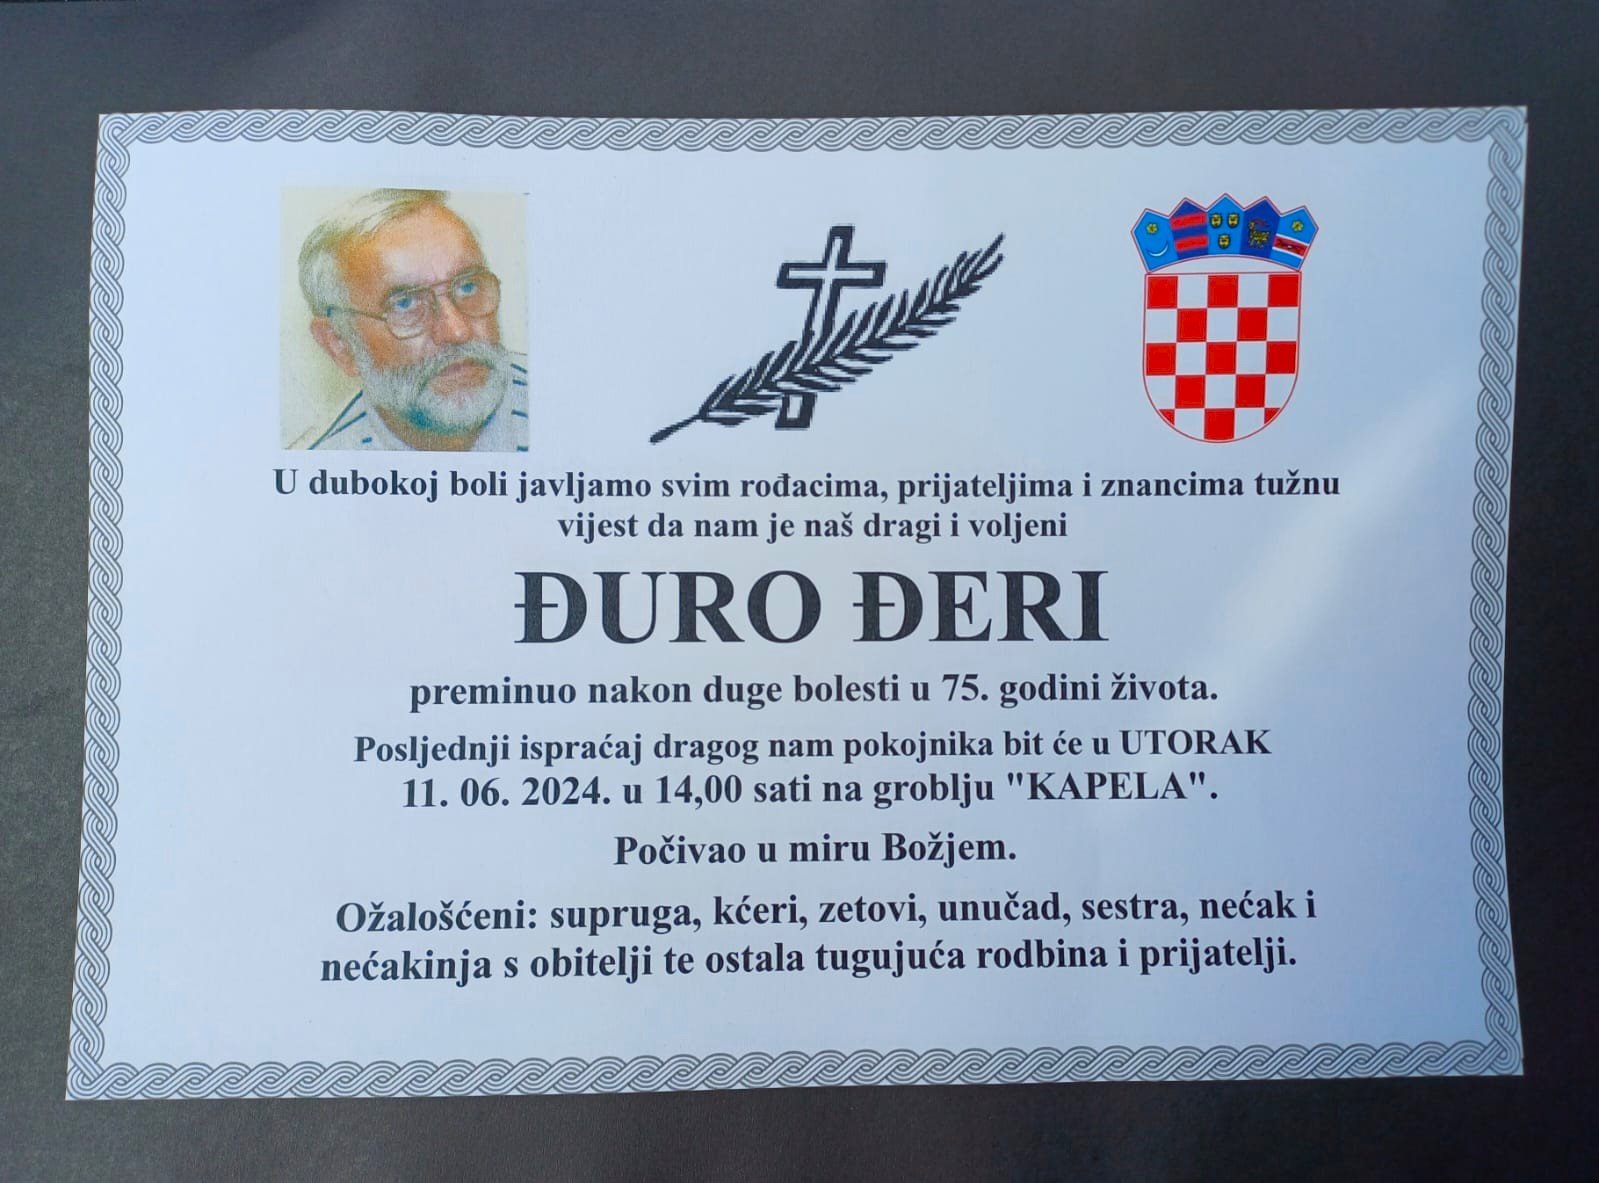 U dubokoj boli javljamo svim rođacima, prijateljima i znancima tužnu
vijest da nam je naš dragi i voljeni
ĐURO ĐERI
preminuo nakon duge bolesti u 75. godini života.
Posljednji ispraćaj dragog nam pokojnika bit će u UTORAK
11. 06. 2024. u 14,00 sati na groblju "KAPELA".
Počivao u miru Božjem.
Ožalošćeni: supruga, kćeri, zetovi, unučad, sestra, nećak i
nećakinja s obitelji te ostala tugujuća rodbina i prijatelji.